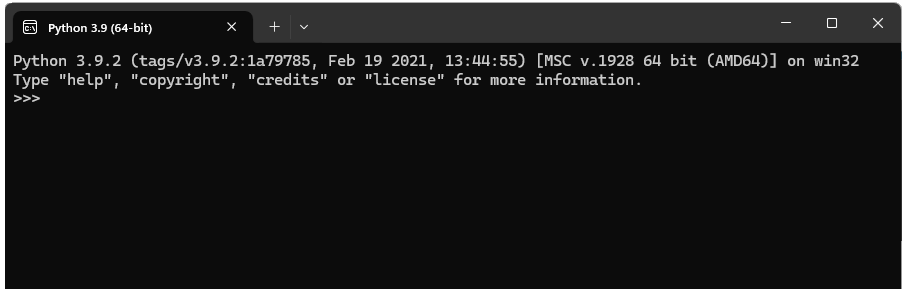 Python 3.9 (64-bit)
Python 3.9.2 (tags/v3.9.2:1a79785, Feb 19 2021, 13:44:55) [MSC v.1928 64 bit (AMD64)] on win32
Type "help", "copyright", "credits" or "license" for more information.
>>>